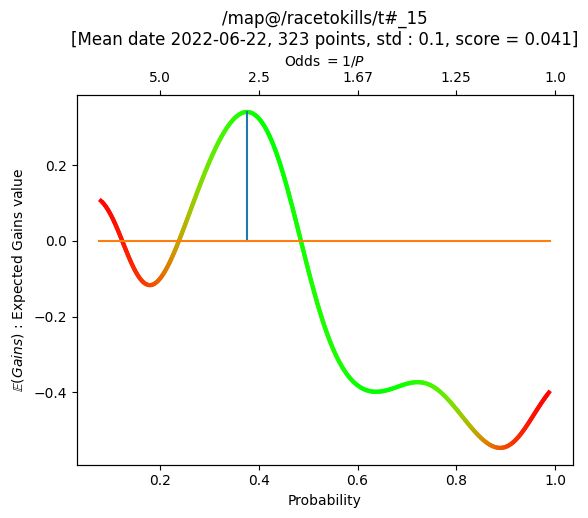 /map@/racetokills/t#_15
[Mean date 2022-06-22, 323 points, std : 0.1, score = 0.041]
Odds = 1/P
5.0 2.5 1.67 1.25 1.0
𝔼(Gains) : Expected Gains value
0.2
0.0
−0.2
−0.4
0.2 0.4 0.6 0.8 1.0
Probability